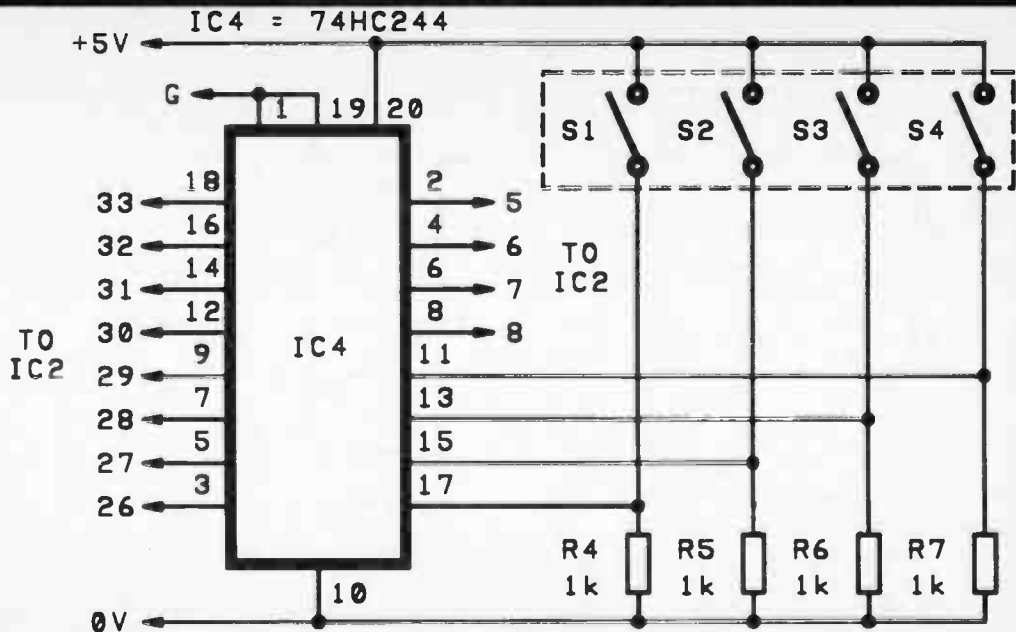 IC4 = 74HC244
+5V
G
1 19 20
S1 S2 S3 S4
18 2
33 5
16 4
32 6
TO
IC2
14 6
31 7
12 8
30 8
TO
IC2
IC4
9 11
29
7 13
28
5 15
27
3 17
26
R4 R5 R6 R7
1k 1k 1k 1k
10
0V